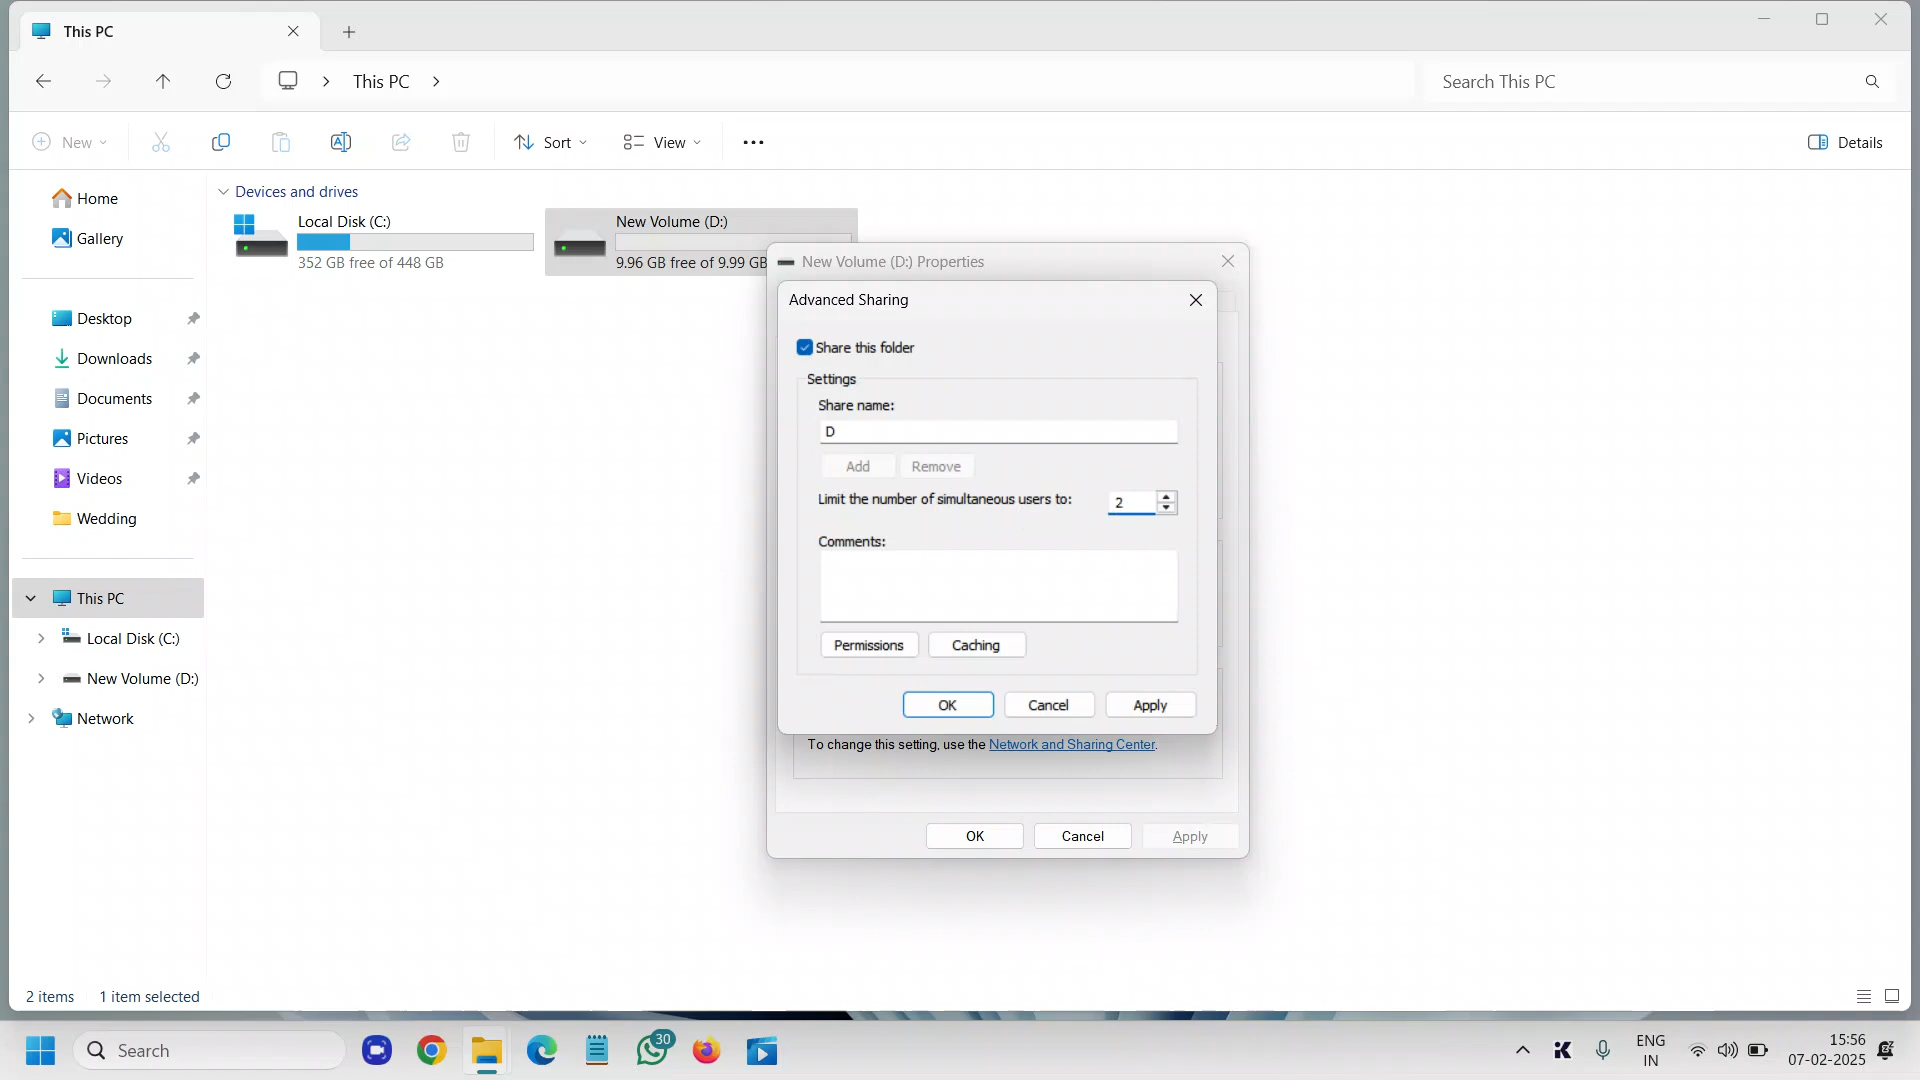 This PC
This PC
Search This PC
New
Sort
View
Details
Home
Gallery
Desktop
Downloads
Documents
Pictures
Videos
Wedding
This PC
Local Disk (C:)
New Volume (D:)
Network
Devices and drives
Local Disk (C:)
352 GB free of 448 GB
New Volume (D:)
9.96 GB free of 9.99 GB
New Volume (D:) Properties
Advanced Sharing
Share this folder
Settings
Share name:
D
Add Remove
Limit the number of simultaneous users to: 2
Comments:
Permissions Caching
OK Cancel Apply
To change this setting, use the Network and Sharing Center.
OK Cancel Apply
2 items 1 item selected
Search
30
ENG
IN
15:56
07-02-2025